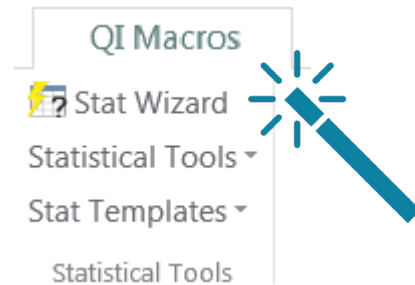 QI Macros
Stat Wizard
Statistical Tools
Stat Templates
Statistical Tools